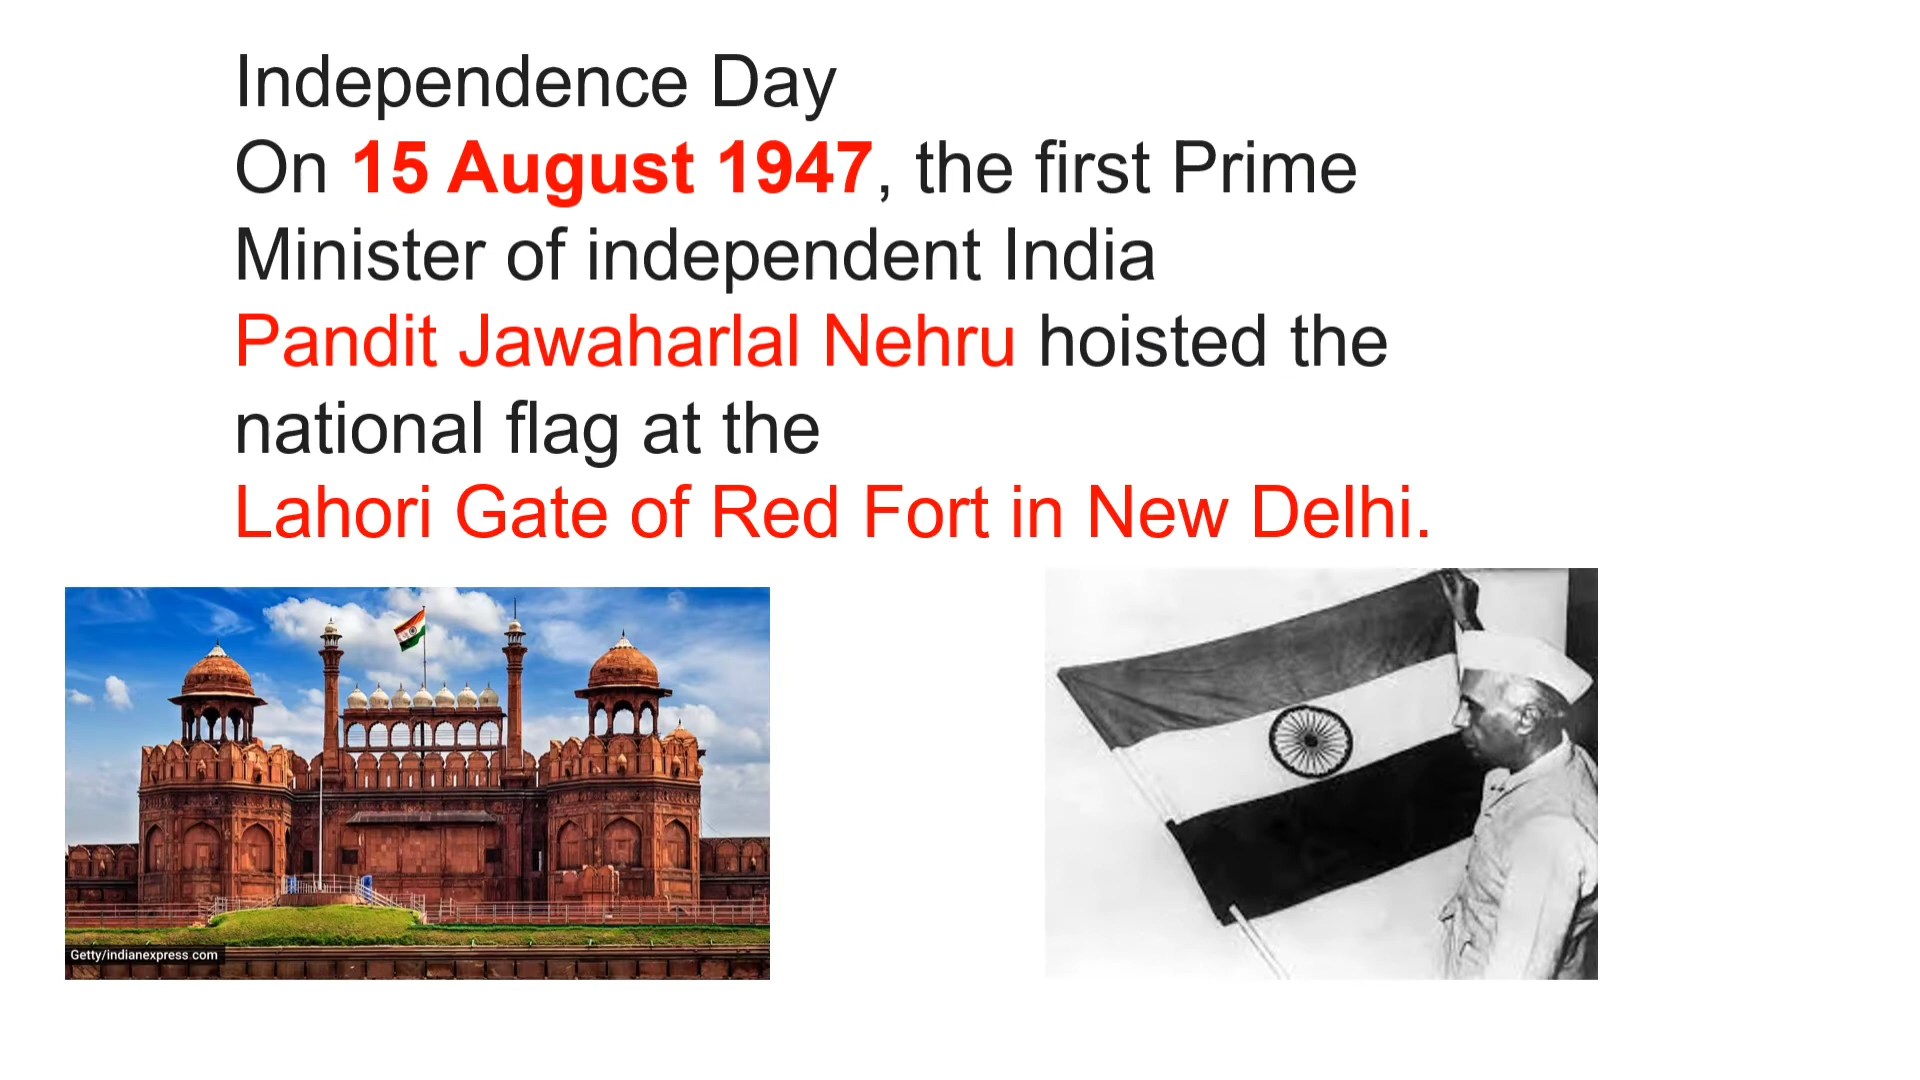 Independence Day
On 15 August 1947, the first Prime
Minister of independent India
Pandit Jawaharlal Nehru hoisted the
national flag at the
Lahori Gate of Red Fort in New Delhi.
Getty/indianexpress.com